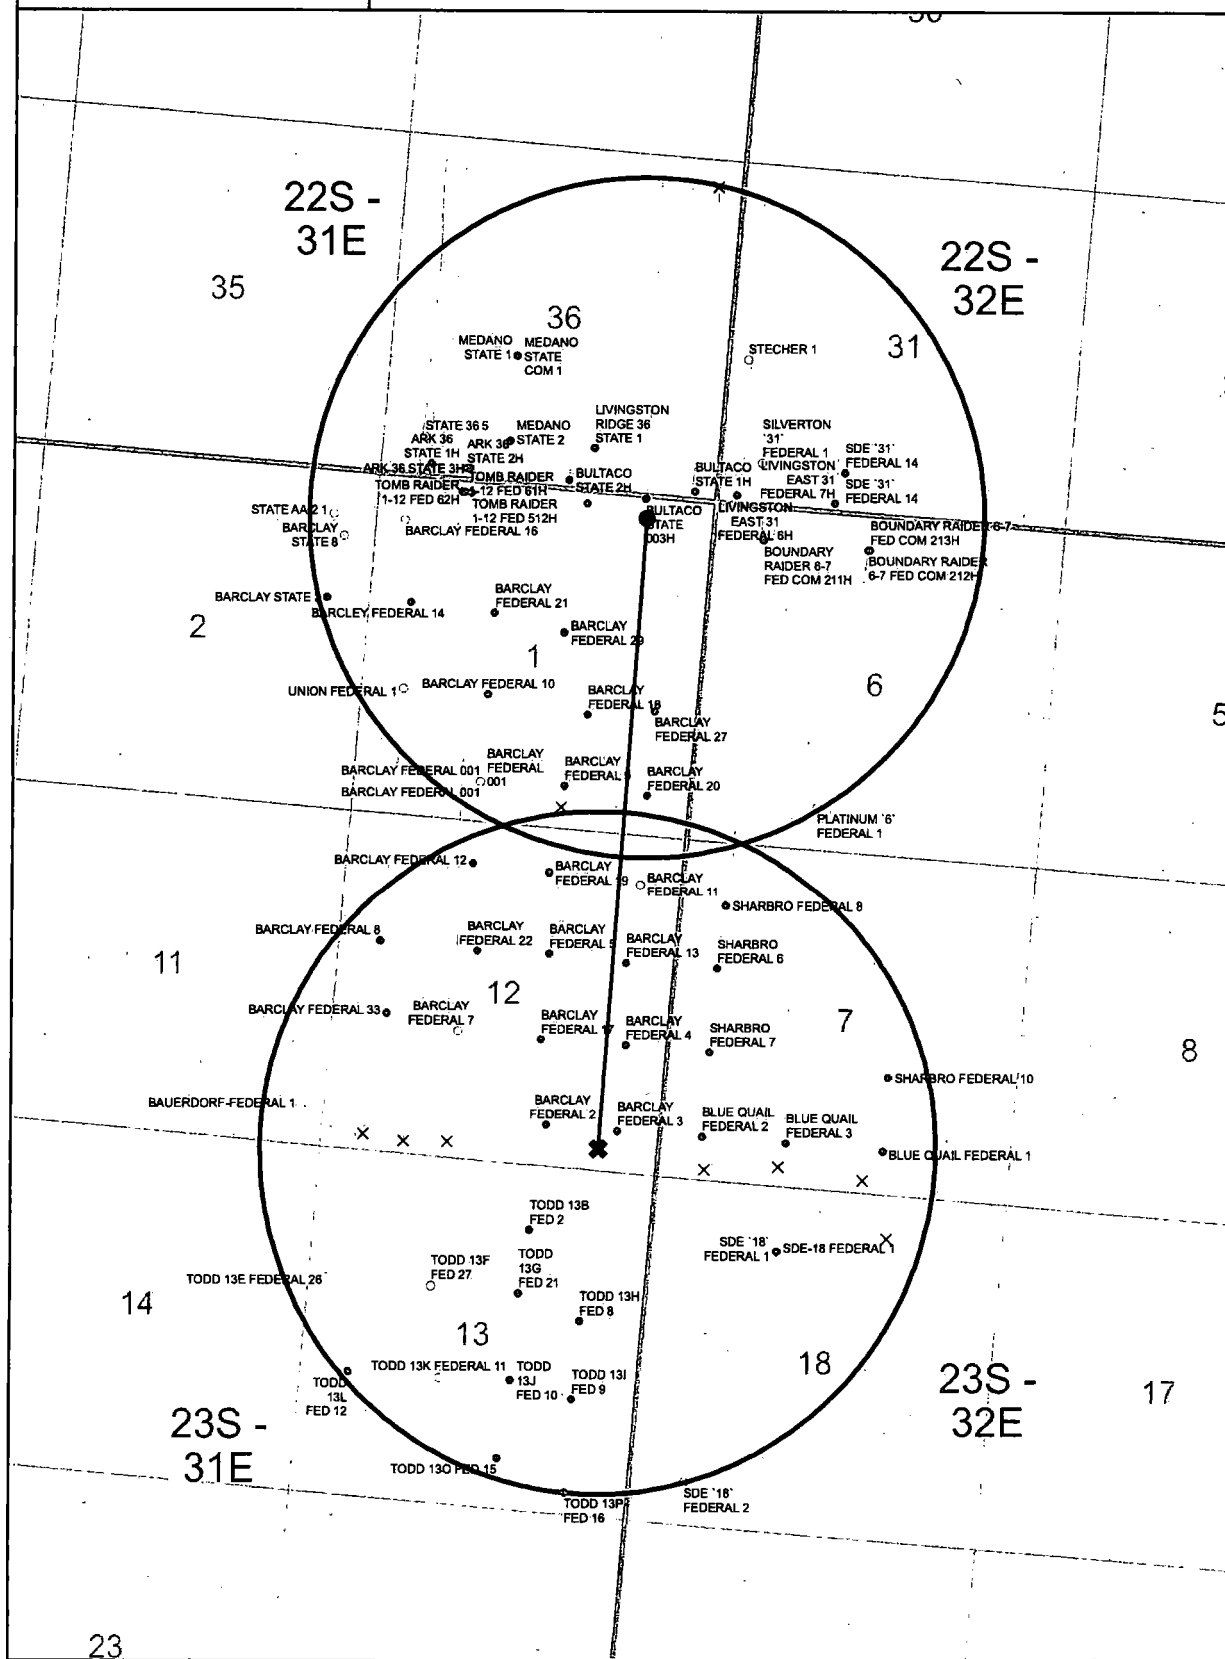 22S -
31E
22S -
32E
35
36
31
MEDANO
STATE 1
MEDANO
STATE
COM 1
STECHER 1
STATE 36 5
ARK 36
STATE 1H
ARK 36
STATE 2H
MEDANO
STATE 2
LIVINGSTON
RIDGE 36
STATE 1
SILVERTON
'31'
FEDERAL 1
SDE '31'
FEDERAL 14
ARK 36 STATE 3H
TOMB RAIDER
1-12 FED 62H
TOMB RAIDER
1-12 FED 61H
TOMB RAIDER
1-12 FED 512H
BULTACO
STATE 2H
BULTACO
STATE 1H
LIVINGSTON
EAST 31
FEDERAL 7H
SDE '31'
FEDERAL 14
STATE AA 2 1
BARCLAY
STATE 8
BARCLAY FEDERAL 16
BULTACO
STATE
003H
LIVINGSTON
EAST 31
FEDERAL 6H
BOUNDARY RAIDER 6-7
FED COM 213H
BOUNDARY
RAIDER 6-7
FED COM 211H
BOUNDARY RAIDER
6-7 FED COM 212H
BARCLAY STATE
BARCLEY FEDERAL 14
BARCLAY
FEDERAL 21
BARCLAY
FEDERAL 29
2
1
6
5
UNION FEDERAL 1
BARCLAY FEDERAL 10
BARCLAY
FEDERAL 18
BARCLAY
FEDERAL 27
BARCLAY FEDERAL 001
BARCLAY FEDERAL 001
BARCLAY
FEDERAL
001
BARCLAY
FEDERAL
BARCLAY
FEDERAL 20
PLATINUM '6'
FEDERAL 1
BARCLAY FEDERAL 12
BARCLAY
FEDERAL 19
BARCLAY
FEDERAL 11
SHARBRO FEDERAL 8
BARCLAY FEDERAL 8
BARCLAY
FEDERAL 22
BARCLAY
FEDERAL 5
BARCLAY
FEDERAL 13
SHARBRO
FEDERAL 6
11
12
7
8
BARCLAY FEDERAL 33
BARCLAY
FEDERAL 7
BARCLAY
FEDERAL 17
BARCLAY
FEDERAL 4
SHARBRO
FEDERAL 7
SHARBRO FEDERAL 10
BAUERDORF-FEDERAL 1
BARCLAY
FEDERAL 2
BARCLAY
FEDERAL 3
BLUE QUAIL
FEDERAL 2
BLUE QUAIL
FEDERAL 3
BLUE QUAIL FEDERAL 1
TODD 13B
FED 2
SDE '18'
FEDERAL 1
SDE-18 FEDERAL 1
TODD 13E FEDERAL 26
TODD 13F
FED 27
TODD
13G
FED 21
TODD 13H
FED 8
14
13
18
17
TODD 13K FEDERAL 11
TODD
13L
FED 12
TODD
13J
FED 10
TODD 13I
FED 9
23S -
31E
23S -
32E
TODD 13O FED 15
TODD 13P
FED 16
SDE '18'
FEDERAL 2
23